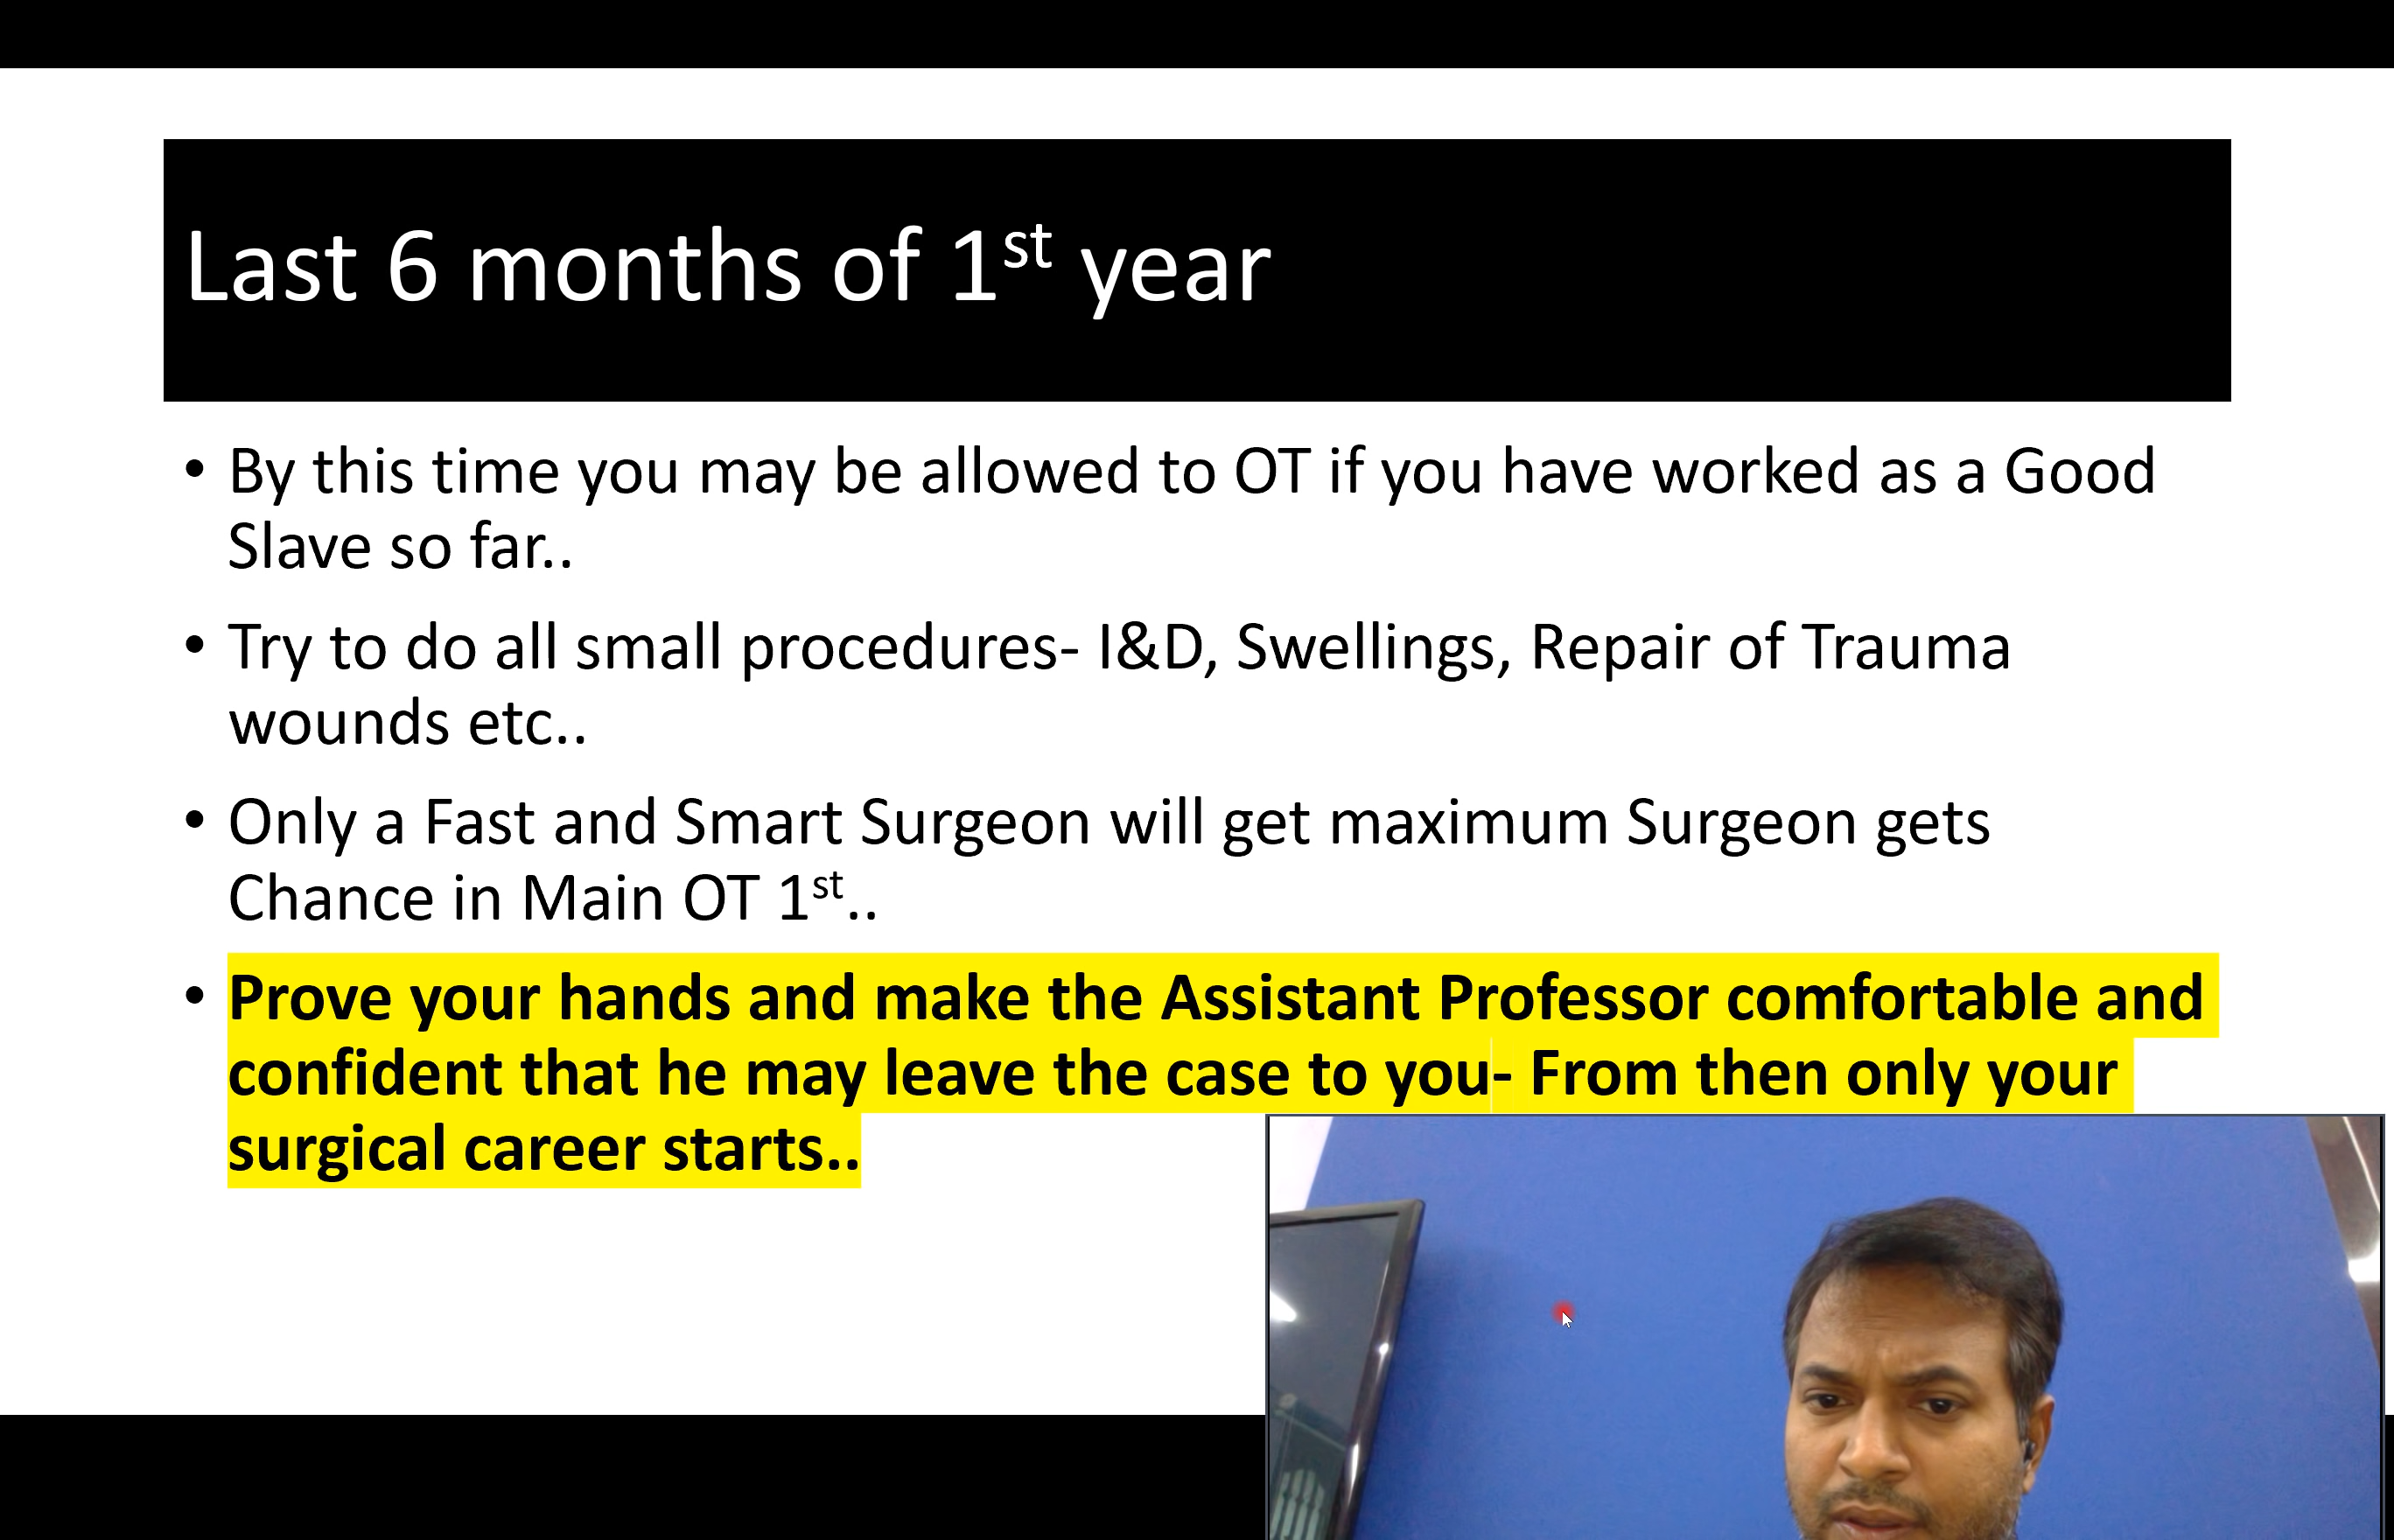 Last 6 months of 1st year
• By this time you may be allowed to OT if you have worked as a Good
Slave so far..
• Try to do all small procedures- I&D, Swellings, Repair of Trauma
wounds etc..
• Only a Fast and Smart Surgeon will get maximum Surgeon gets
Chance in Main OT 1st..
• Prove your hands and make the Assistant Professor comfortable and
confident that he may leave the case to you- From then only your
surgical career starts..